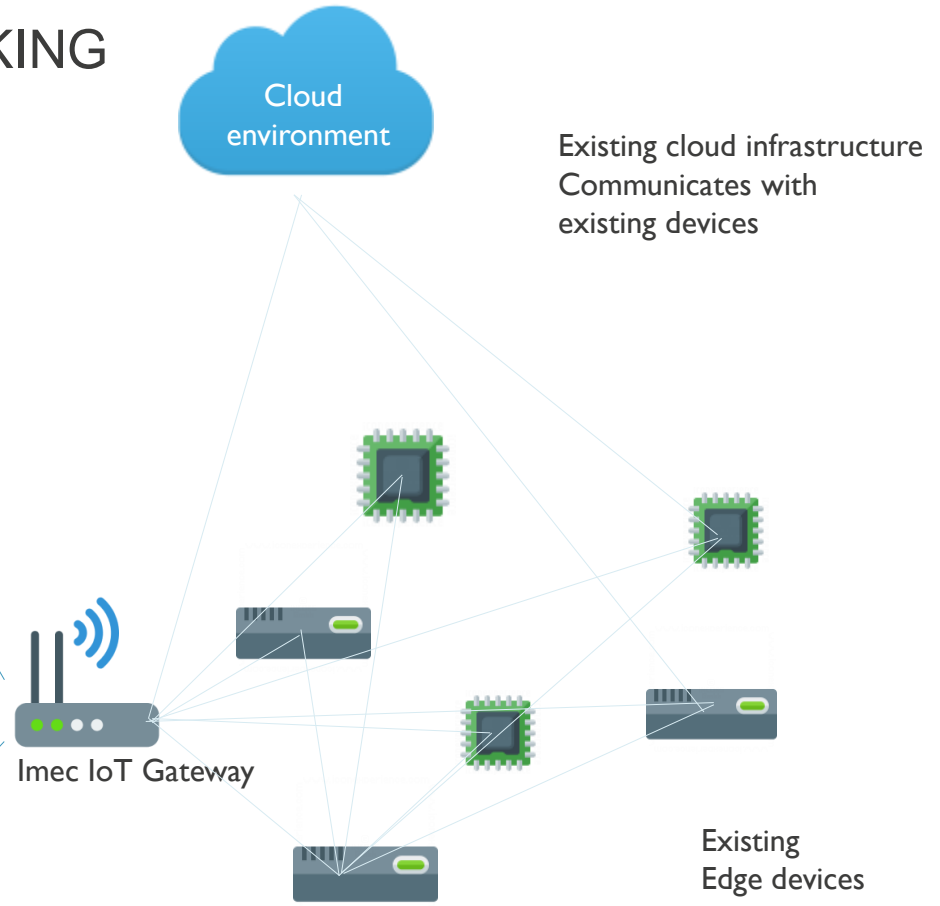 KING
Cloud
environment
Existing cloud infrastructure
Communicates with
existing devices
Imec IoT Gateway
Existing
Edge devices